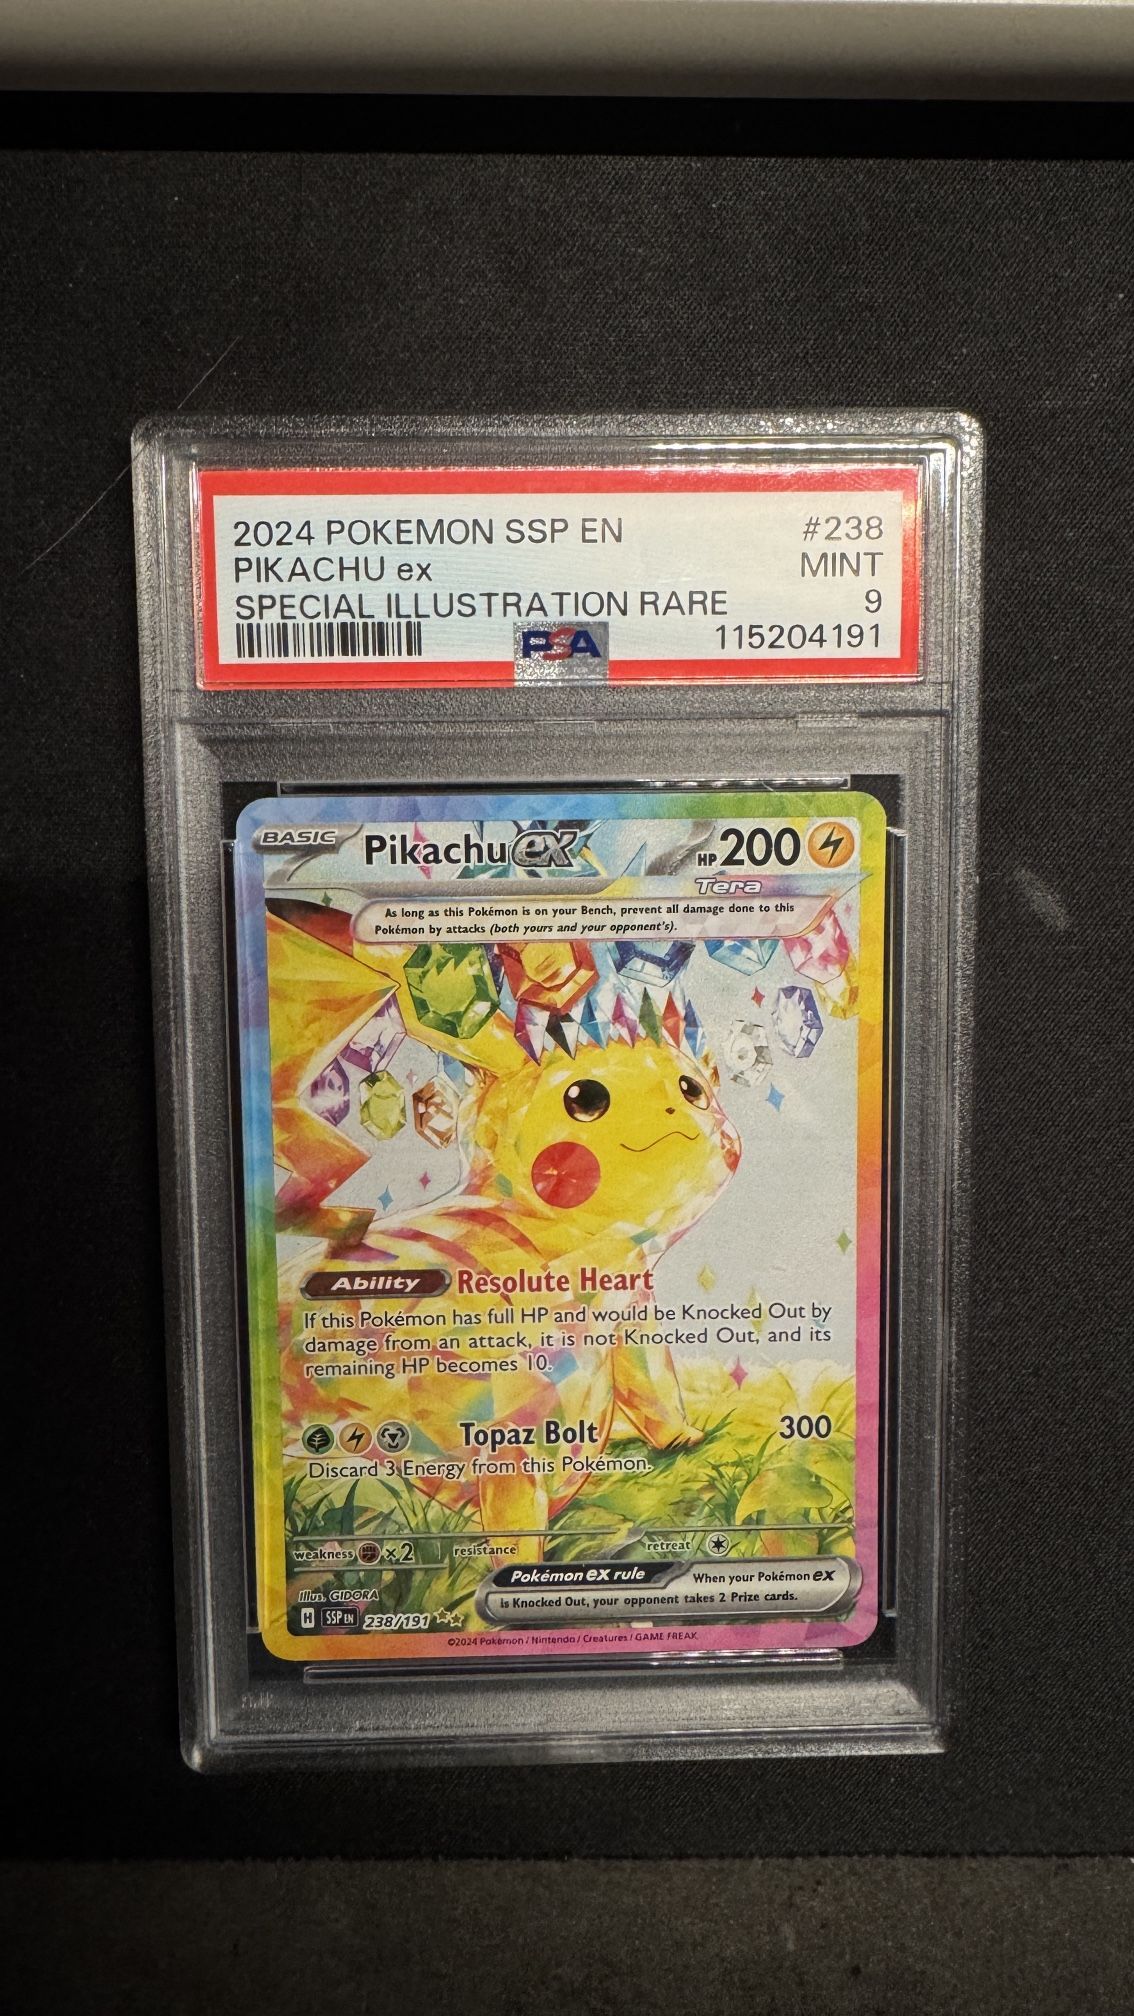 2024 POKEMON SSP EN #238
PIKACHU ex MINT
SPECIAL ILLUSTRATION RARE 9
PSA 115204191
BASIC Pikachu ex HP 200
Tera
As long as this Pokémon is on your Bench, prevent all damage done to this
Pokémon by attacks (both yours and your opponent's).
Ability Resolute Heart
If this Pokémon has full HP and would be Knocked Out by
damage from an attack, it is not Knocked Out, and its
remaining HP becomes 10.
Topaz Bolt 300
Discard 3 Energy from this Pokémon.
weakness ×2 resistance retreat
Pokémon ex rule When your Pokémon ex
is Knocked Out, your opponent takes 2 Prize cards.
Illus. GIDORA
H SSP EN 238/191
©2024 Pokémon / Nintendo / Creatures / GAME FREAK